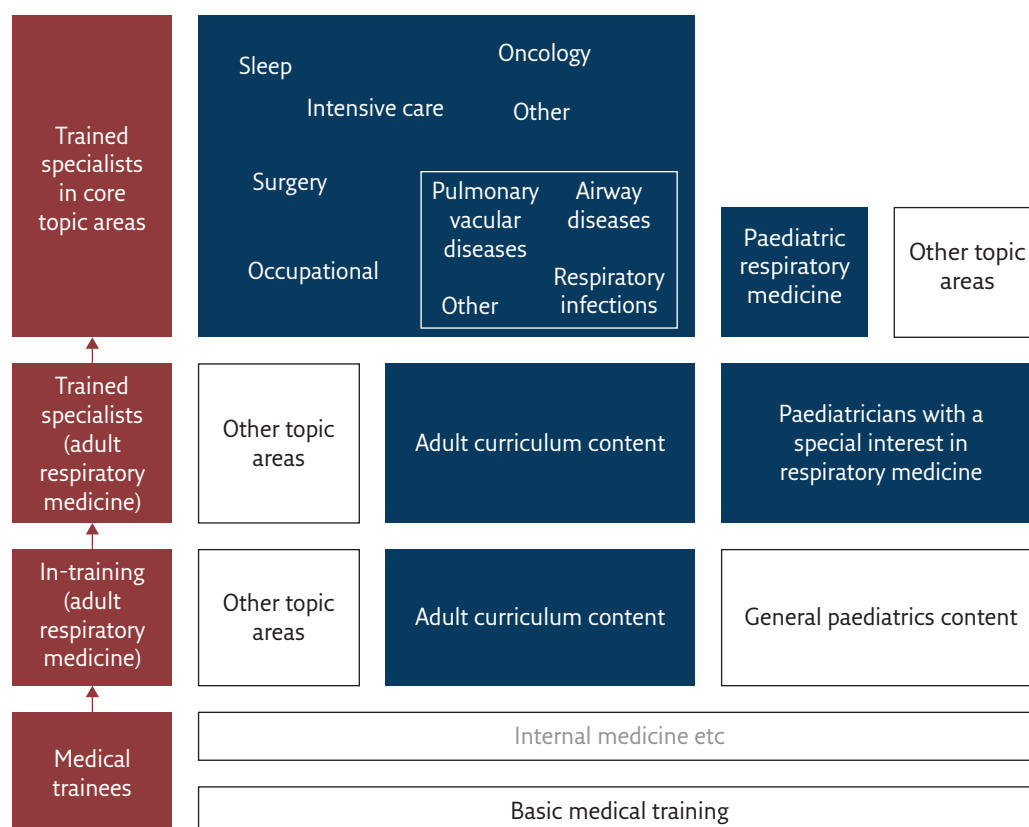 Trained
specialists
in core
topic areas
Sleep
Oncology
Intensive care
Other
Surgery
Occupational
Pulmonary
vacular
diseases
Airway
diseases
Other
Respiratory
infections
Paediatric
respiratory
medicine
Other topic
areas
Trained
specialists
(adult
respiratory
medicine)
Other topic
areas
Adult curriculum content
Paediatricians with a
special interest in
respiratory medicine
In-training
(adult
respiratory
medicine)
Other topic
areas
Adult curriculum content
General paediatrics content
Medical
trainees
Internal medicine etc
Basic medical training